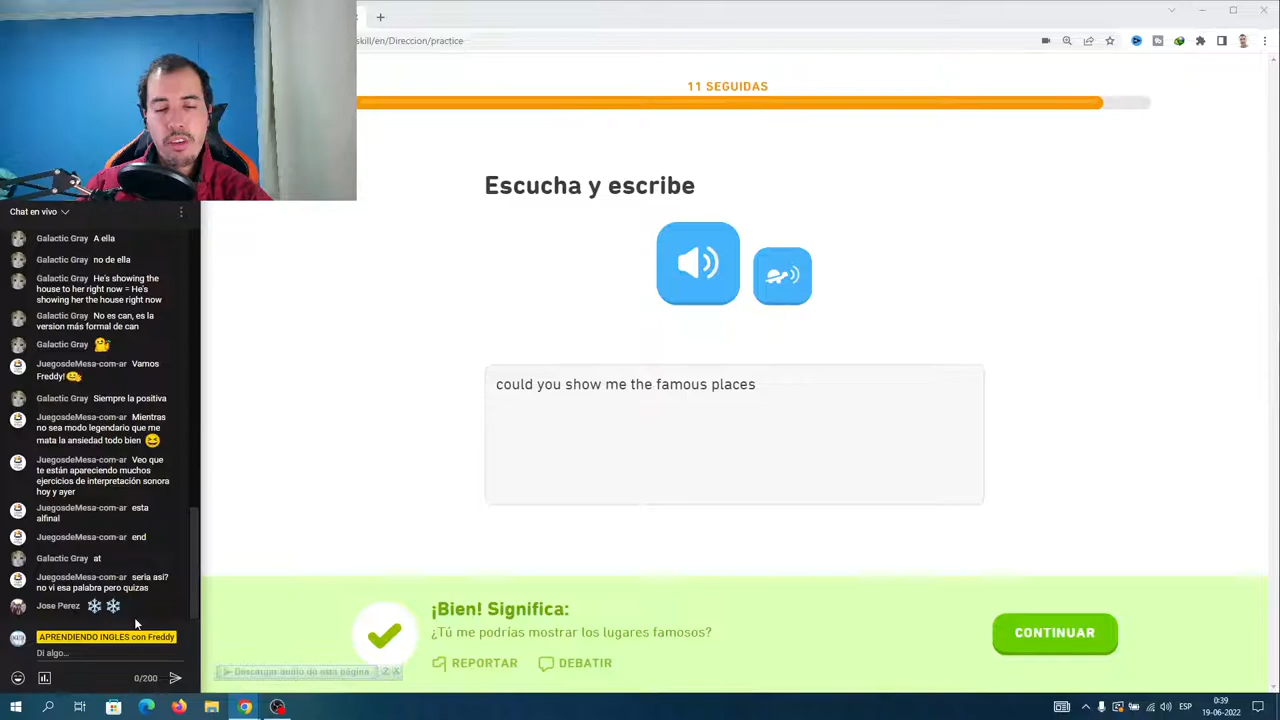 skill/en/Direccion/practice
11 SEGUIDAS
Escucha y escribe
could you show me the famous places
¡Bien! Significa:
¿Tú me podrías mostrar los lugares famosos?
REPORTAR
DEBATIR
CONTINUAR
Descargar audio de esta página
Chat en vivo
Galactic Gray A ella
Galactic Gray no de ella
Galactic Gray He's showing the
house to her right now = He's
showing her the house right now
Galactic Gray No es can, es la
version más formal de can
Galactic Gray
JuegosdeMesa-com-ar Vamos
Freddy!
Galactic Gray Siempre la positiva
JuegosdeMesa-com-ar Mientras
no sea modo legendario que me
mata la ansiedad todo bien
JuegosdeMesa-com-ar Veo que
te están apareciendo muchos
ejercicios de interpretación sonora
hoy y ayer
JuegosdeMesa-com-ar esta
alfinal
JuegosdeMesa-com-ar end
Galactic Gray at
JuegosdeMesa-com-ar seria asi?
no vi esa palabra pero quizas
Jose Perez
APRENDIENDO INGLES con Freddy
Di algo...
0/200
ESP
0:39
19-06-2022